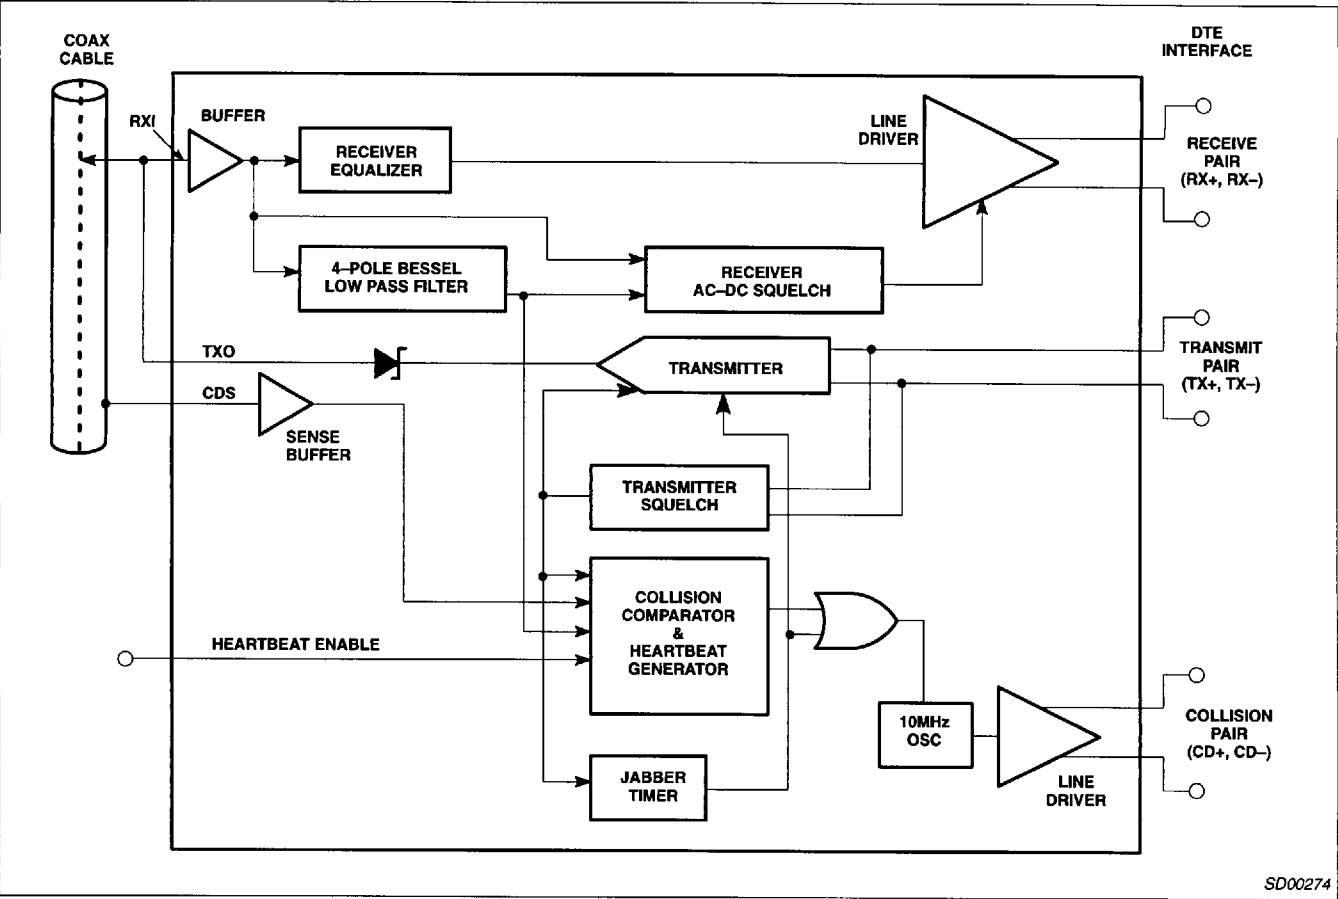 COAX
CABLE
DTE
INTERFACE
RXI
BUFFER
LINE
DRIVER
RECEIVER
EQUALIZER
RECEIVE
PAIR
(RX+, RX–)
4–POLE BESSEL
LOW PASS FILTER
RECEIVER
AC–DC SQUELCH
TXO
TRANSMITTER
TRANSMIT
PAIR
(TX+, TX–)
CDS
SENSE
BUFFER
TRANSMITTER
SQUELCH
COLLISION
COMPARATOR
&
HEARTBEAT
GENERATOR
HEARTBEAT ENABLE
10MHz
OSC
COLLISION
PAIR
(CD+, CD–)
JABBER
TIMER
LINE
DRIVER
SD00274